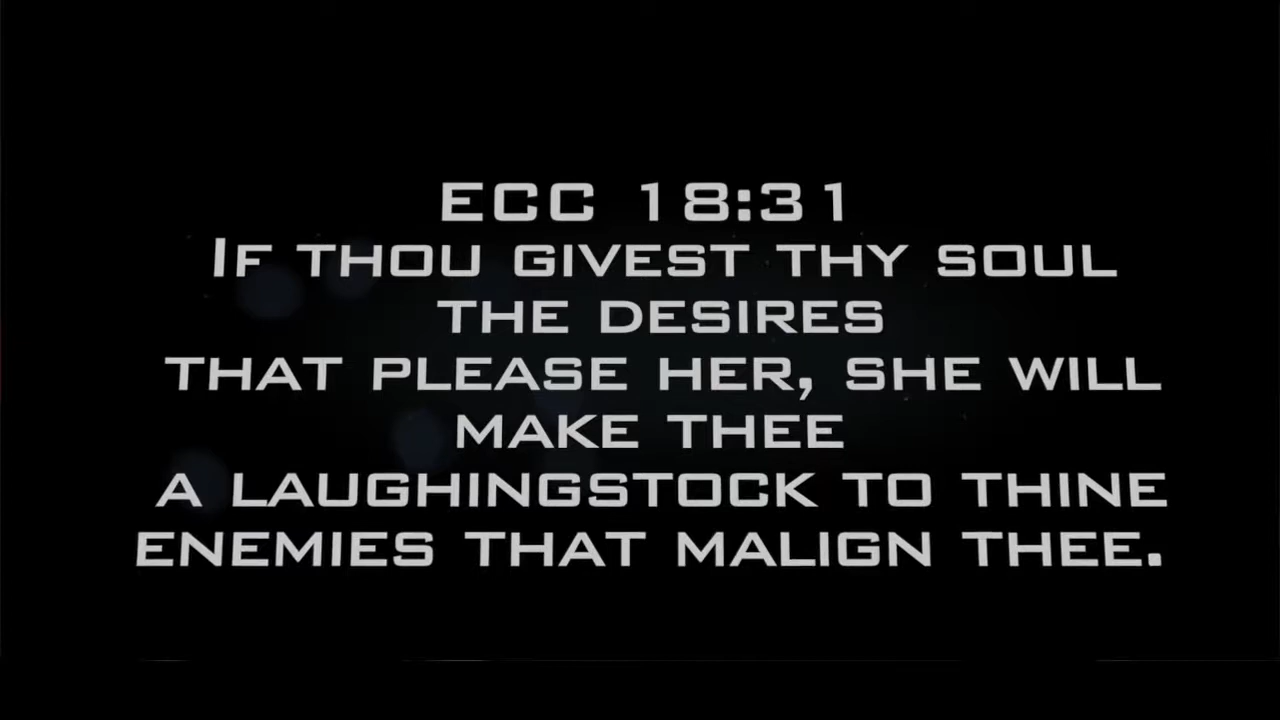 ECC 18:31
IF THOU GIVEST THY SOUL
THE DESIRES
THAT PLEASE HER, SHE WILL
MAKE THEE
A LAUGHINGSTOCK TO THINE
ENEMIES THAT MALIGN THEE.